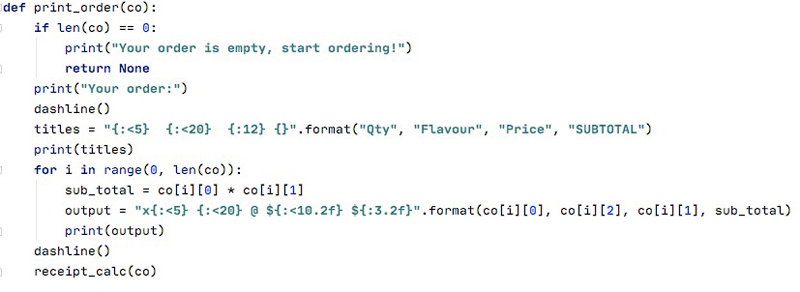 def print_order(co):
    if len(co) == 0:
        print("Your order is empty, start ordering!")
        return None
    print("Your order:")
    dashline()
    titles = "{:<5}  {:<20}  {:12} {}".format("Qty", "Flavour", "Price", "SUBTOTAL")
    print(titles)
    for i in range(0, len(co)):
        sub_total = co[i][0] * co[i][1]
        output = "x{:<5} {:<20} @ ${:<10.2f} ${:3.2f}".format(co[i][0], co[i][2], co[i][1], sub_total)
        print(output)
    dashline()
    receipt_calc(co)